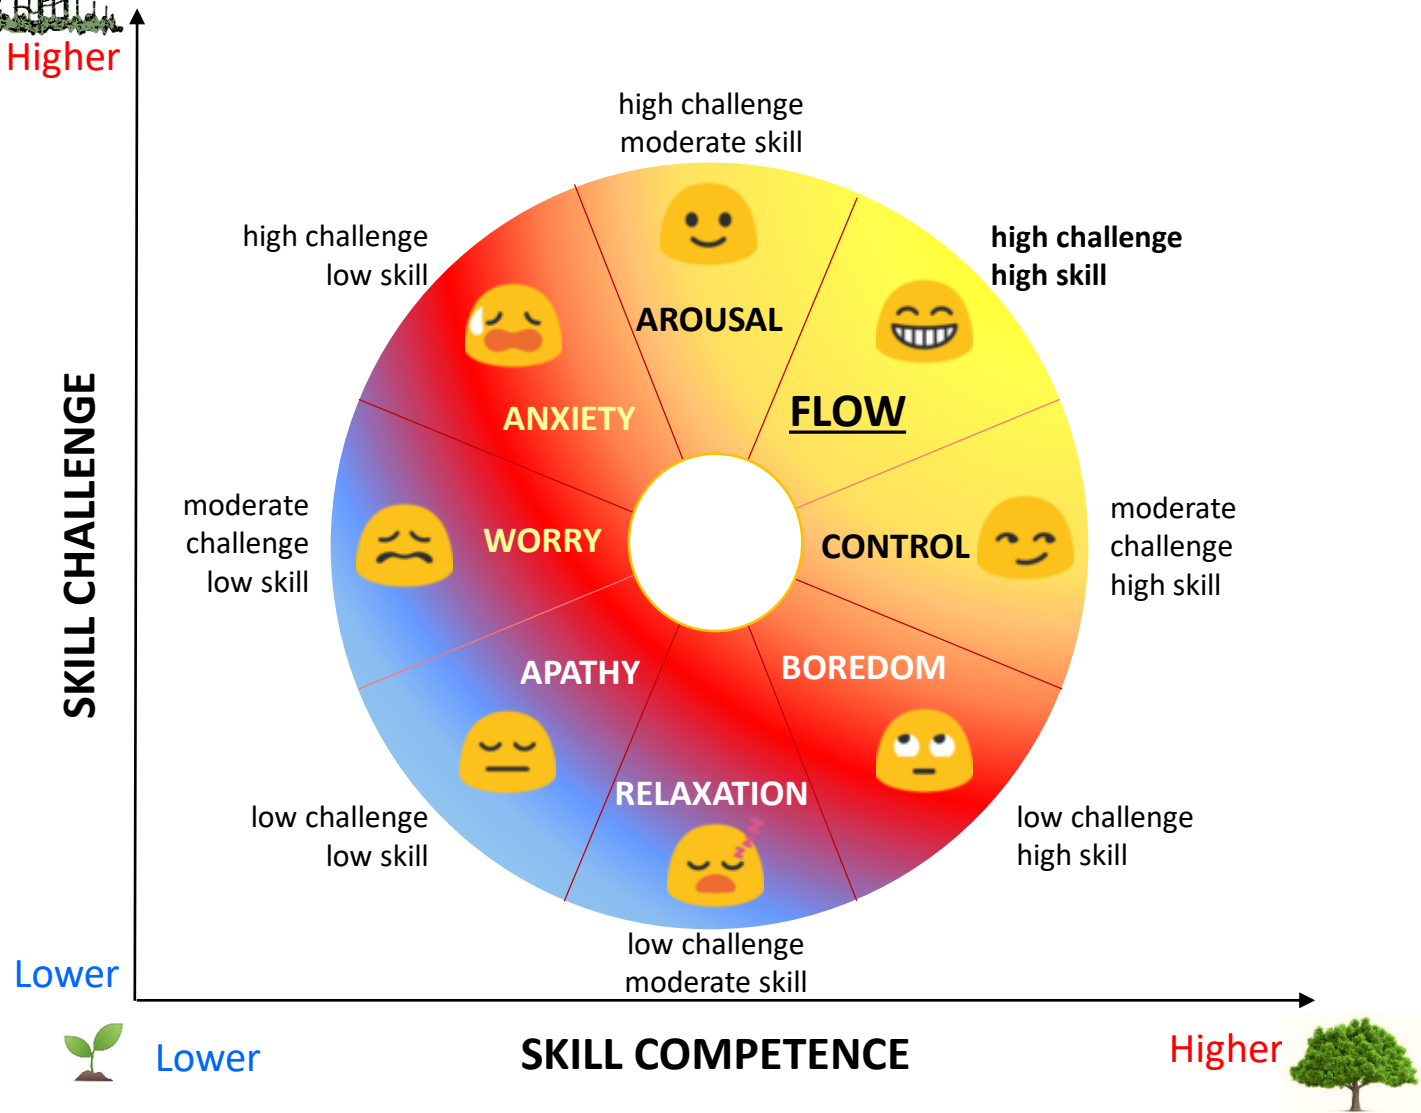 Higher
high challenge
moderate skill
high challenge
low skill
high challenge
high skill
AROUSAL
FLOW
ANXIETY
SKILL CHALLENGE
moderate
challenge
low skill
WORRY
CONTROL
moderate
challenge
high skill
APATHY
BOREDOM
RELAXATION
zzz
low challenge
low skill
low challenge
high skill
low challenge
moderate skill
Lower
Lower
SKILL COMPETENCE
Higher